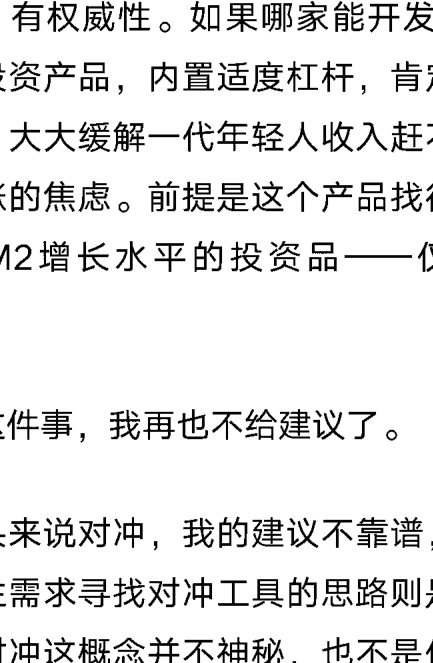 有权威性。如果哪家能开发
资产品，内置适度杠杆，肯
大大缓解一代年轻人收入赶
的焦虑。前提是这个产品找
M2增长水平的投资品——仅
件事，我再也不给建议了。
来说对冲，我的建议不靠谱，
需求寻找对冲工具的思路则是
冲这概念并不神秘，也不是